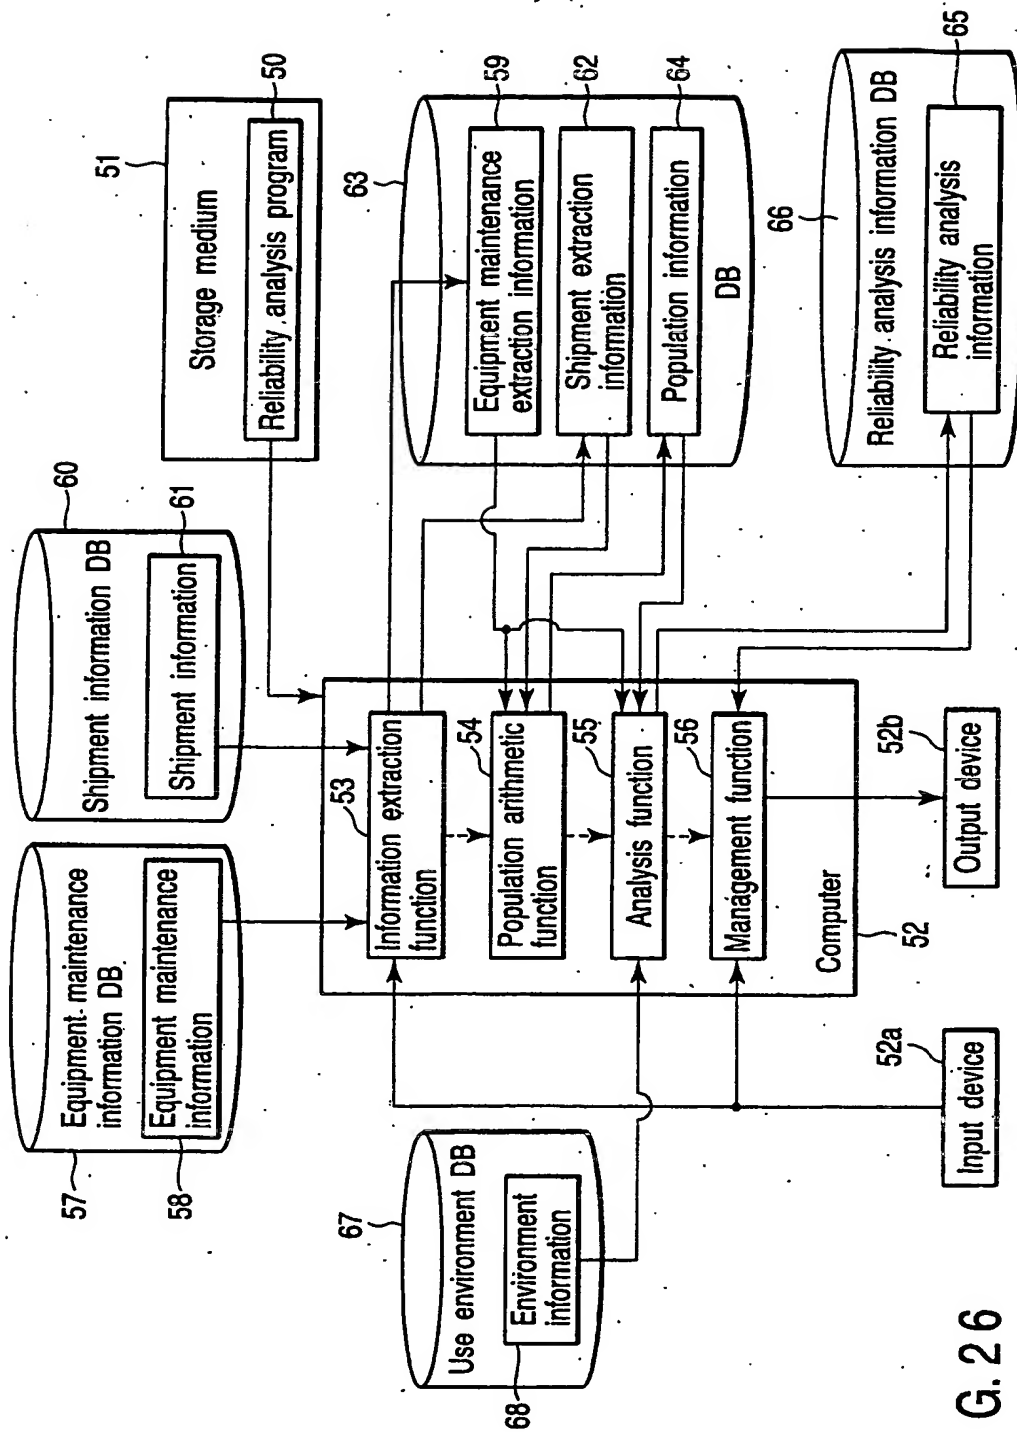 51
Storage medium
50
Reliability analysis program
60
Shipment information DB
61
Shipment information
57
Equipment maintenance
information DB
58
Equipment maintenance
information
63
59
Equipment maintenance
extraction information
62
Shipment extraction
information
64
Population information
DB
53
Information extraction
function
54
Population arithmetic
function
55
Analysis function
56
Management function
Computer
52
67
Use environment DB
68
Environment
information
66
Reliability analysis information DB
65
Reliability analysis
information
52a
Input device
52b
Output device
G. 26